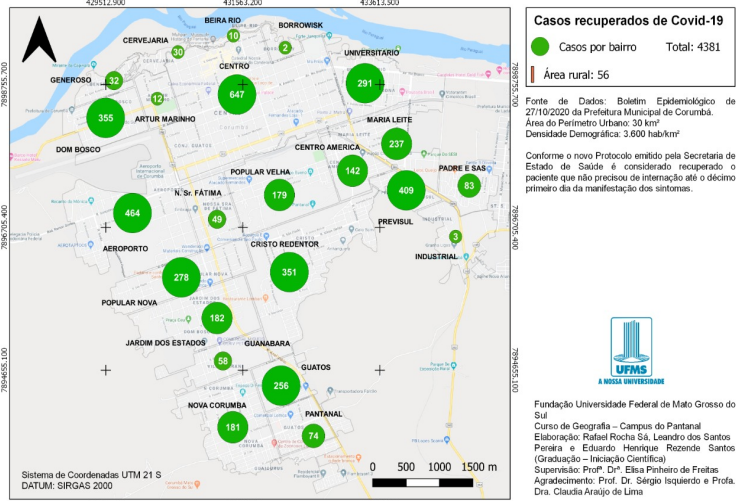 429512.900
431563.200
433613.500
7898755.700
7898755.700
7896705.400
7896705.400
7894655.100
7894655.100
BEIRA RIO
10
BORROWISK
2
CERVEJARIA
30
CENTRO
647
UNIVERSITARIO
291
GENEROSO
32
12
ARTUR MARINHO
355
DOM BOSCO
MARIA LEITE
237
CENTRO AMERICA
142
PADRE E SAS
83
POPULAR VELHA
179
409
PREVISUL
N. Sr. FÁTIMA
49
464
AEROPORTO
3
INDUSTRIAL
CRISTO REDENTOR
351
278
POPULAR NOVA
182
JARDIM DOS ESTADOS
58
GUANABARA
GUATOS
256
NOVA CORUMBA
181
PANTANAL
74
Sistema de Coordenadas UTM 21 S
DATUM: SIRGAS 2000
0 500 1000 1500 m
Casos recuperados de Covid-19
Casos por bairro Total: 4381
Área rural: 56
Fonte de Dados: Boletim Epidemiológico de
27/10/2020 da Prefeitura Municipal de Corumbá.
Área do Perímetro Urbano: 30 km²
Densidade Demográfica: 3.600 hab/km²
Conforme o novo Protocolo emitido pela Secretaria de
Estado de Saúde é considerado recuperado o
paciente que não precisou de internação até o décimo
primeiro dia da manifestação dos sintomas.
UFMS
A NOSSA UNIVERSIDADE
Fundação Universidade Federal de Mato Grosso do
Sul
Curso de Geografia – Campus do Pantanal
Elaboração: Rafael Rocha Sá, Leandro dos Santos
Pereira e Eduardo Henrique Rezende Santos
(Graduação – Iniciação Científica)
Supervisão: Profª. Drª. Elisa Pinheiro de Freitas
Agradecimento: Prof. Dr. Sérgio Isquierdo e Profa.
Dra. Claudia Araújo de Lima